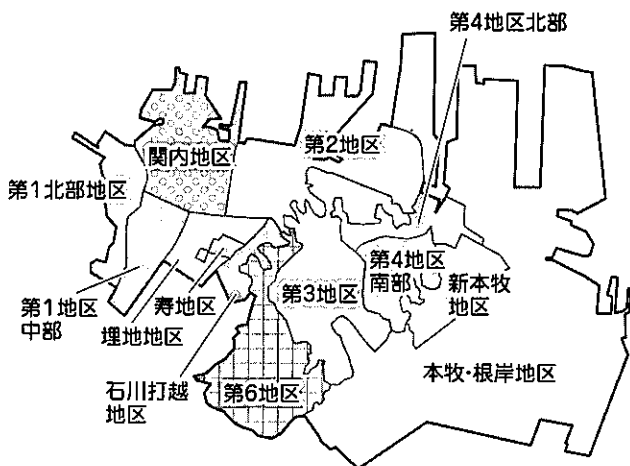 第4地区北部
関内地区
第2地区
第1北部地区
第4地区
南部
新本牧
地区
第3地区
第1地区
中部
寿地区
埋地地区
石川打越
地区
第6地区
本牧・根岸地区